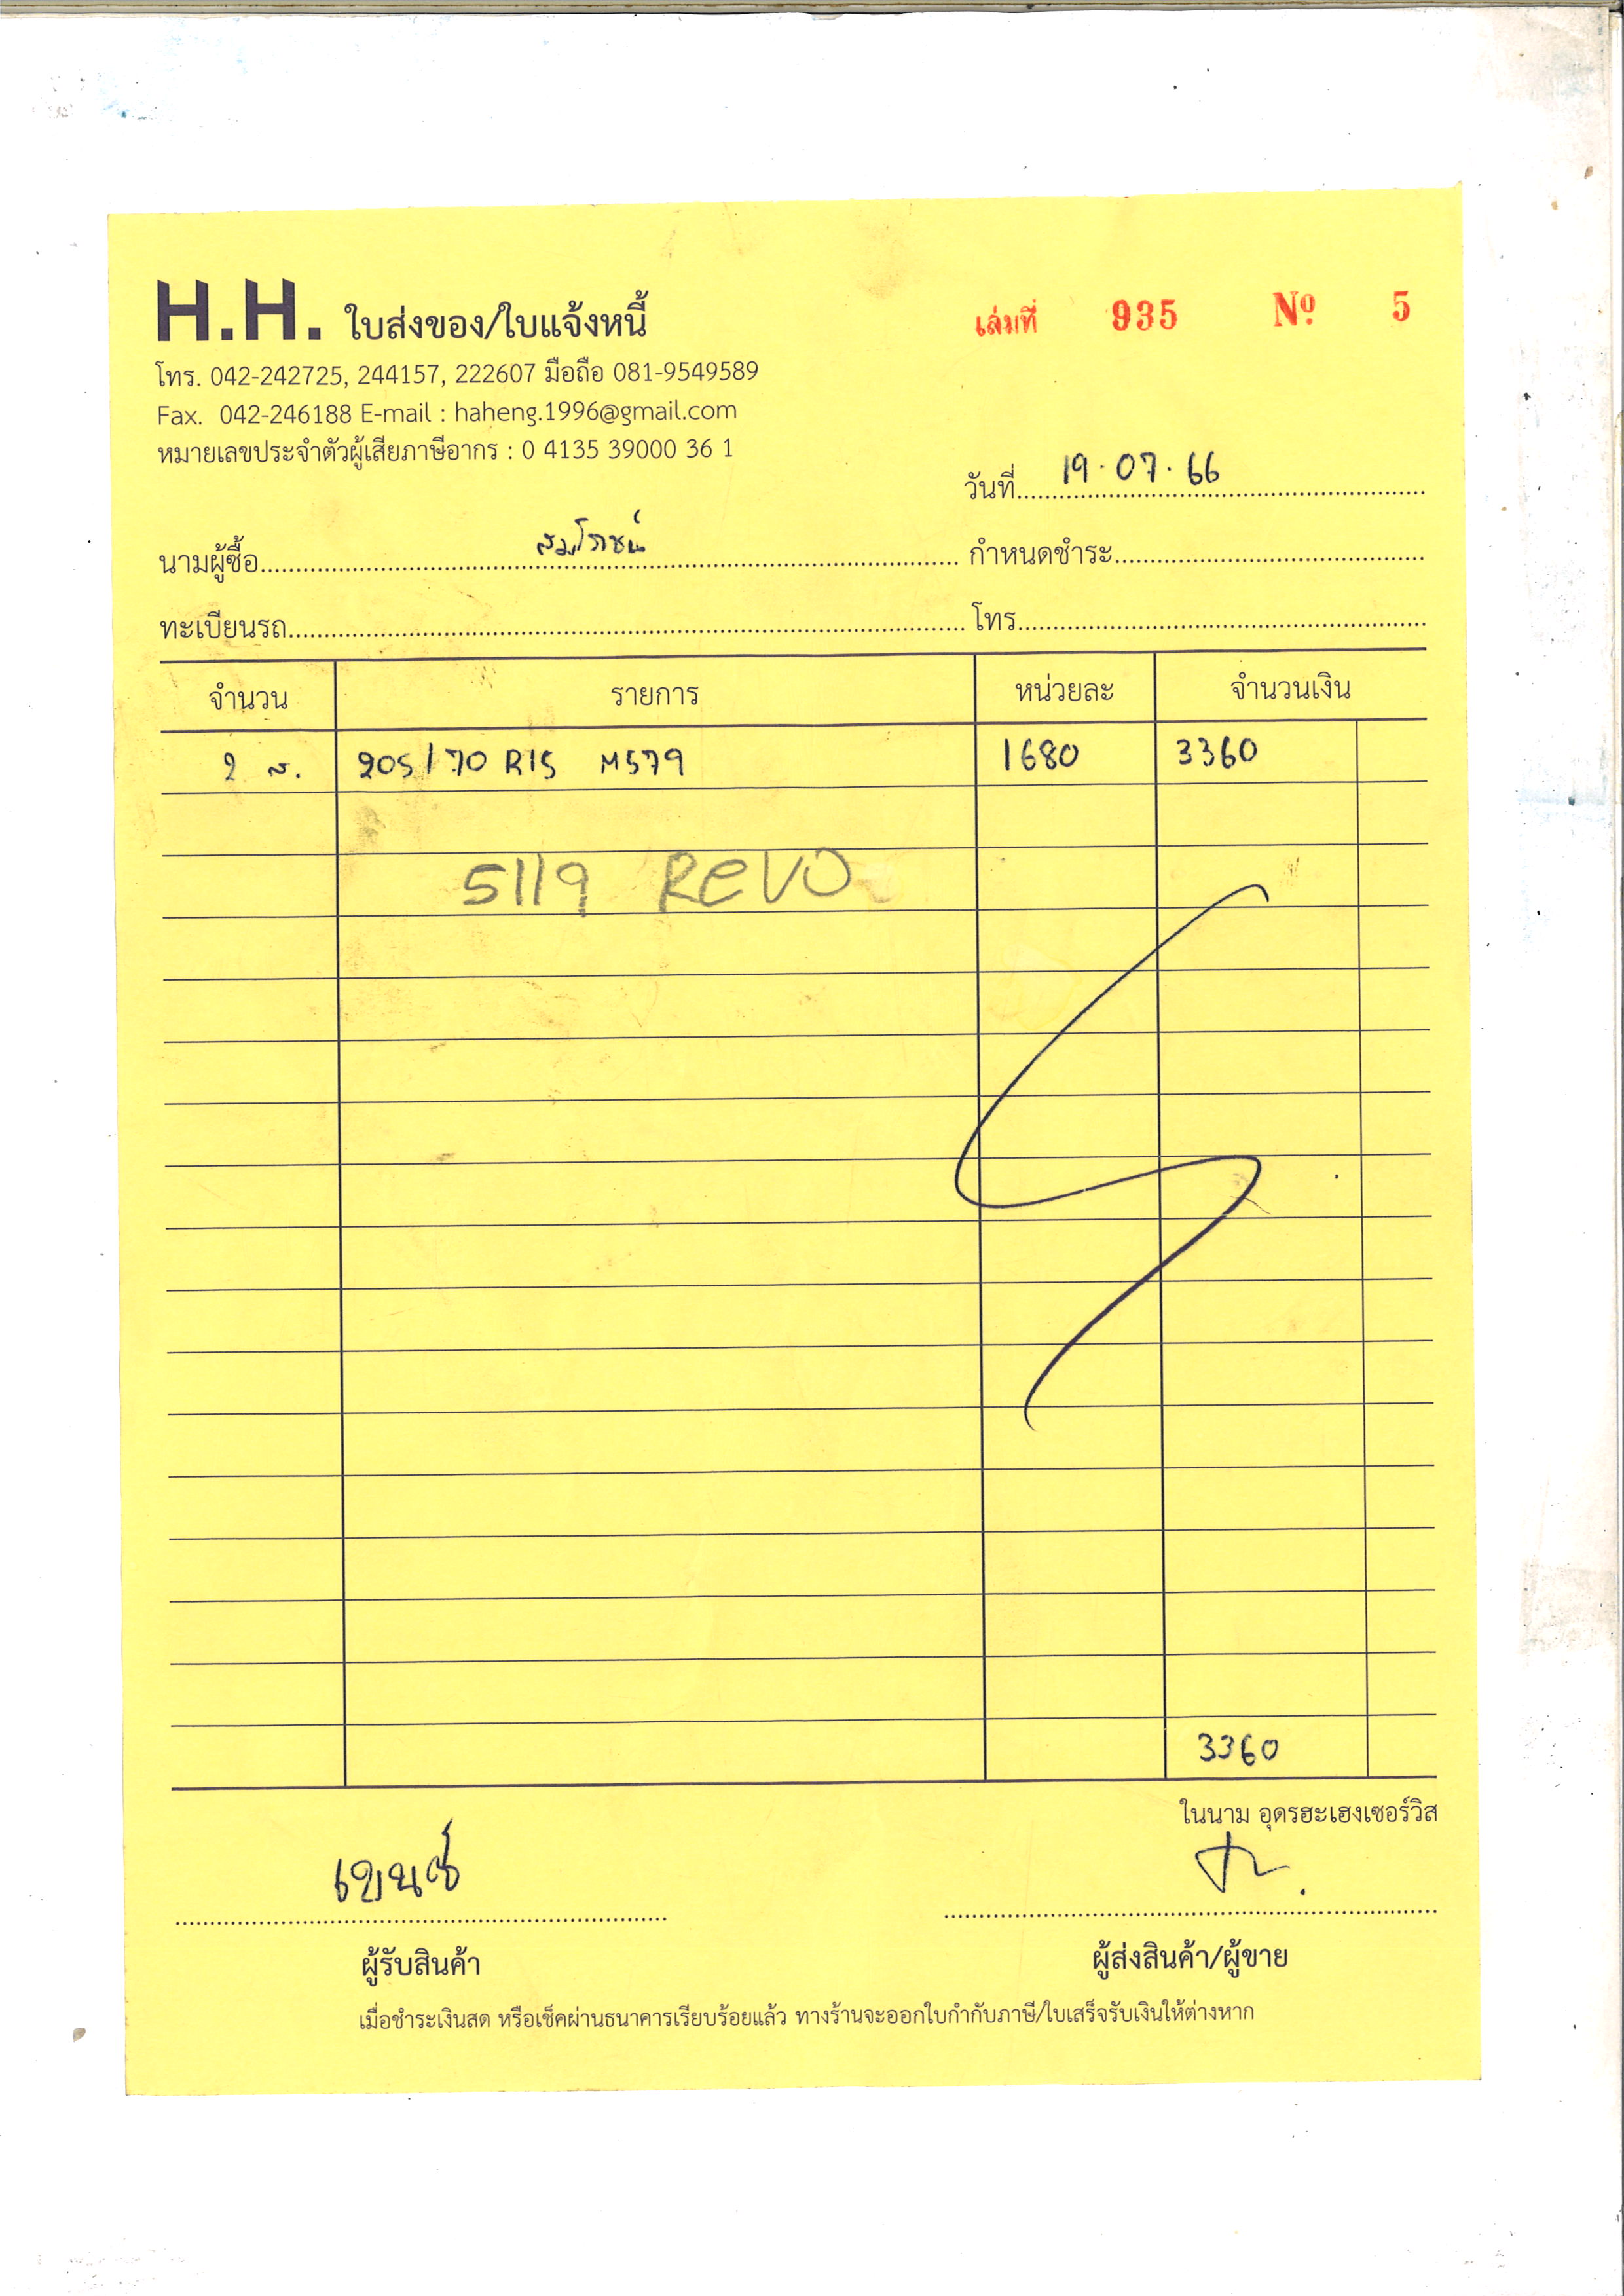 H.H. ใบส่งของ/ใบแจ้งหนี้ เล่มที่ 935 Nº 5
โทร. 042-242725, 244157, 222607 มือถือ 081-9549589
Fax. 042-246188 E-mail : haheng.1996@gmail.com
หมายเลขประจำตัวผู้เสียภาษีอากร : 0 4135 39000 36 1
วันที่ 19.07.66
นามผู้ซื้อ สมโภชน์ กำหนดชำระ
ทะเบียนรถ โทร.
จำนวน รายการ หน่วยละ จำนวนเงิน
2 ส. 205/70 R15 M579 1680 3360
5119 Revo
3360
ในนาม อุดรฮะเฮงเซอร์วิส
ผู้รับสินค้า ผู้ส่งสินค้า/ผู้ขาย
เมื่อชำระเงินสด หรือเช็คผ่านธนาคารเรียบร้อยแล้ว ทางร้านจะออกใบกำกับภาษี/ใบเสร็จรับเงินให้ต่างหาก